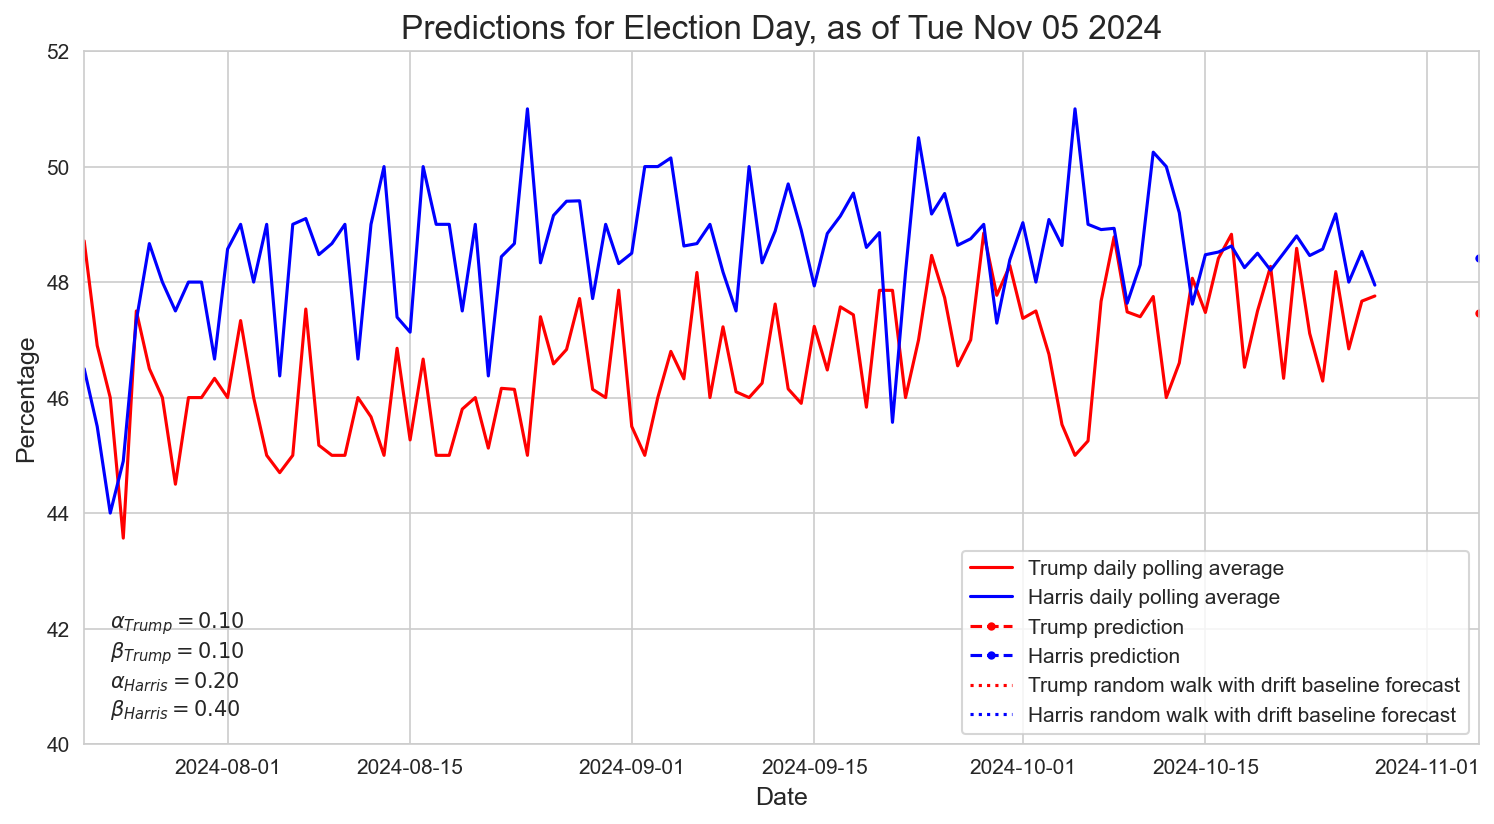 Predictions for Election Day, as of Tue Nov 05 2024
Percentage
52
50
48
46
44
42
40
α_Trump = 0.10
β_Trump = 0.10
α_Harris = 0.20
β_Harris = 0.40
Trump daily polling average
Harris daily polling average
Trump prediction
Harris prediction
Trump random walk with drift baseline forecast
Harris random walk with drift baseline forecast
2024-08-01 2024-08-15 2024-09-01 2024-09-15 2024-10-01 2024-10-15 2024-11-01
Date